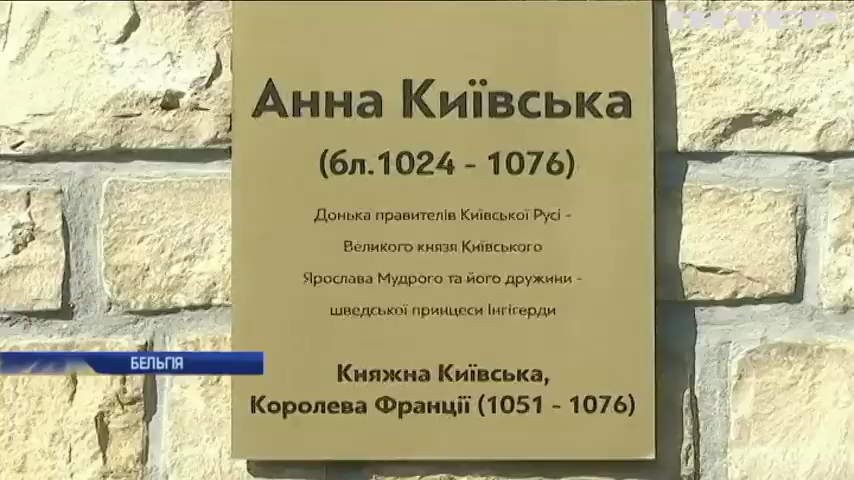 ІНТЕР
Анна Київська
(бл.1024 - 1076)
Донька правителів Київської Русі -
Великого князя Київського
Ярослава Мудрого та його дружини -
шведської принцеси Інгігерди
БЕЛЬГІЯ
Княжна Київська,
Королева Франції (1051 - 1076)